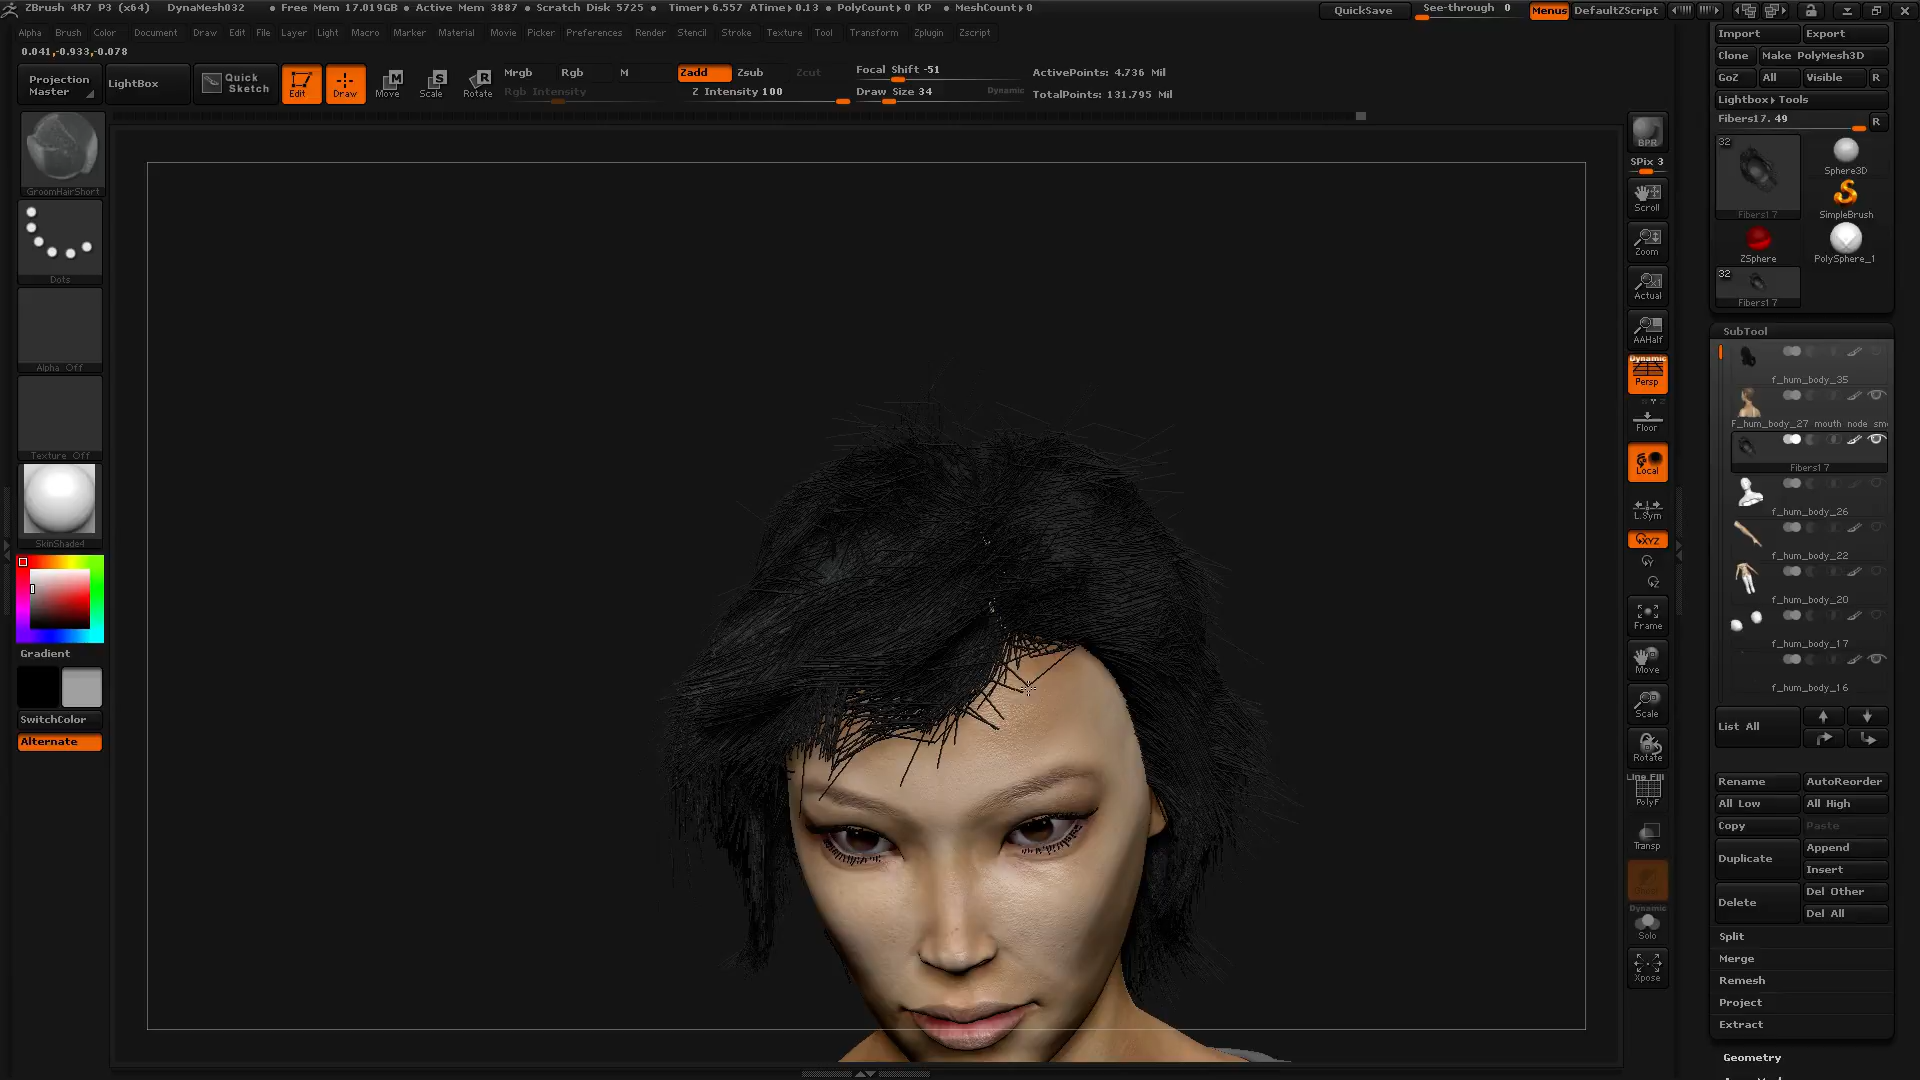 ZBrush 4R7 P3 (x64) DynaMesh032 • Free Mem 17.019GB • Active Mem 3887 • Scratch Disk 5725 • Timer▸6.557 ATime▸0.13 • PolyCount▸0 KP • MeshCount▸0
QuickSave See-through 0 Menus DefaultZScript
Alpha Brush Color Document Draw Edit File Layer Light Macro Marker Material Movie Picker Preferences Render Stencil Stroke Texture Tool Transform Zplugin Zscript
0.041,-0.933,-0.078
Projection Master
LightBox
Quick Sketch
Edit
Draw
Move
Scale
Rotate
Mrgb Rgb M
Rgb Intensity
Zadd Zsub Zcut
Z Intensity 100
Focal Shift -51
Draw Size 34 Dynamic
ActivePoints: 4.736 Mil
TotalPoints: 131.795 Mil
GroomHairShort
Dots
Alpha Off
Texture Off
SkinShade4
Gradient
SwitchColor
Alternate
BPR
SPix 3
Scroll
Zoom
Actual
AAHalf
Dynamic
Persp
Floor
Local
L.Sym
XYZ
Frame
Move
Scale
Rotate
Line Fill
PolyF
Transp
Dynamic
Solo
Xpose
Import Export
Clone Make PolyMesh3D
GoZ All Visible R
Lightbox▸Tools
Fibers17. 49 R
32
Fibers17
Sphere3D
SimpleBrush
ZSphere
PolySphere_1
32
Fibers17
SubTool
f_hum_body_35
F_hum_body_27 mouth node sm
Fibers17
f_hum_body_26
f_hum_body_22
f_hum_body_20
f_hum_body_17
f_hum_body_16
List All
Rename AutoReorder
All Low All High
Copy Paste
Duplicate Append
Insert
Delete Del Other
Del All
Split
Merge
Remesh
Project
Extract
Geometry